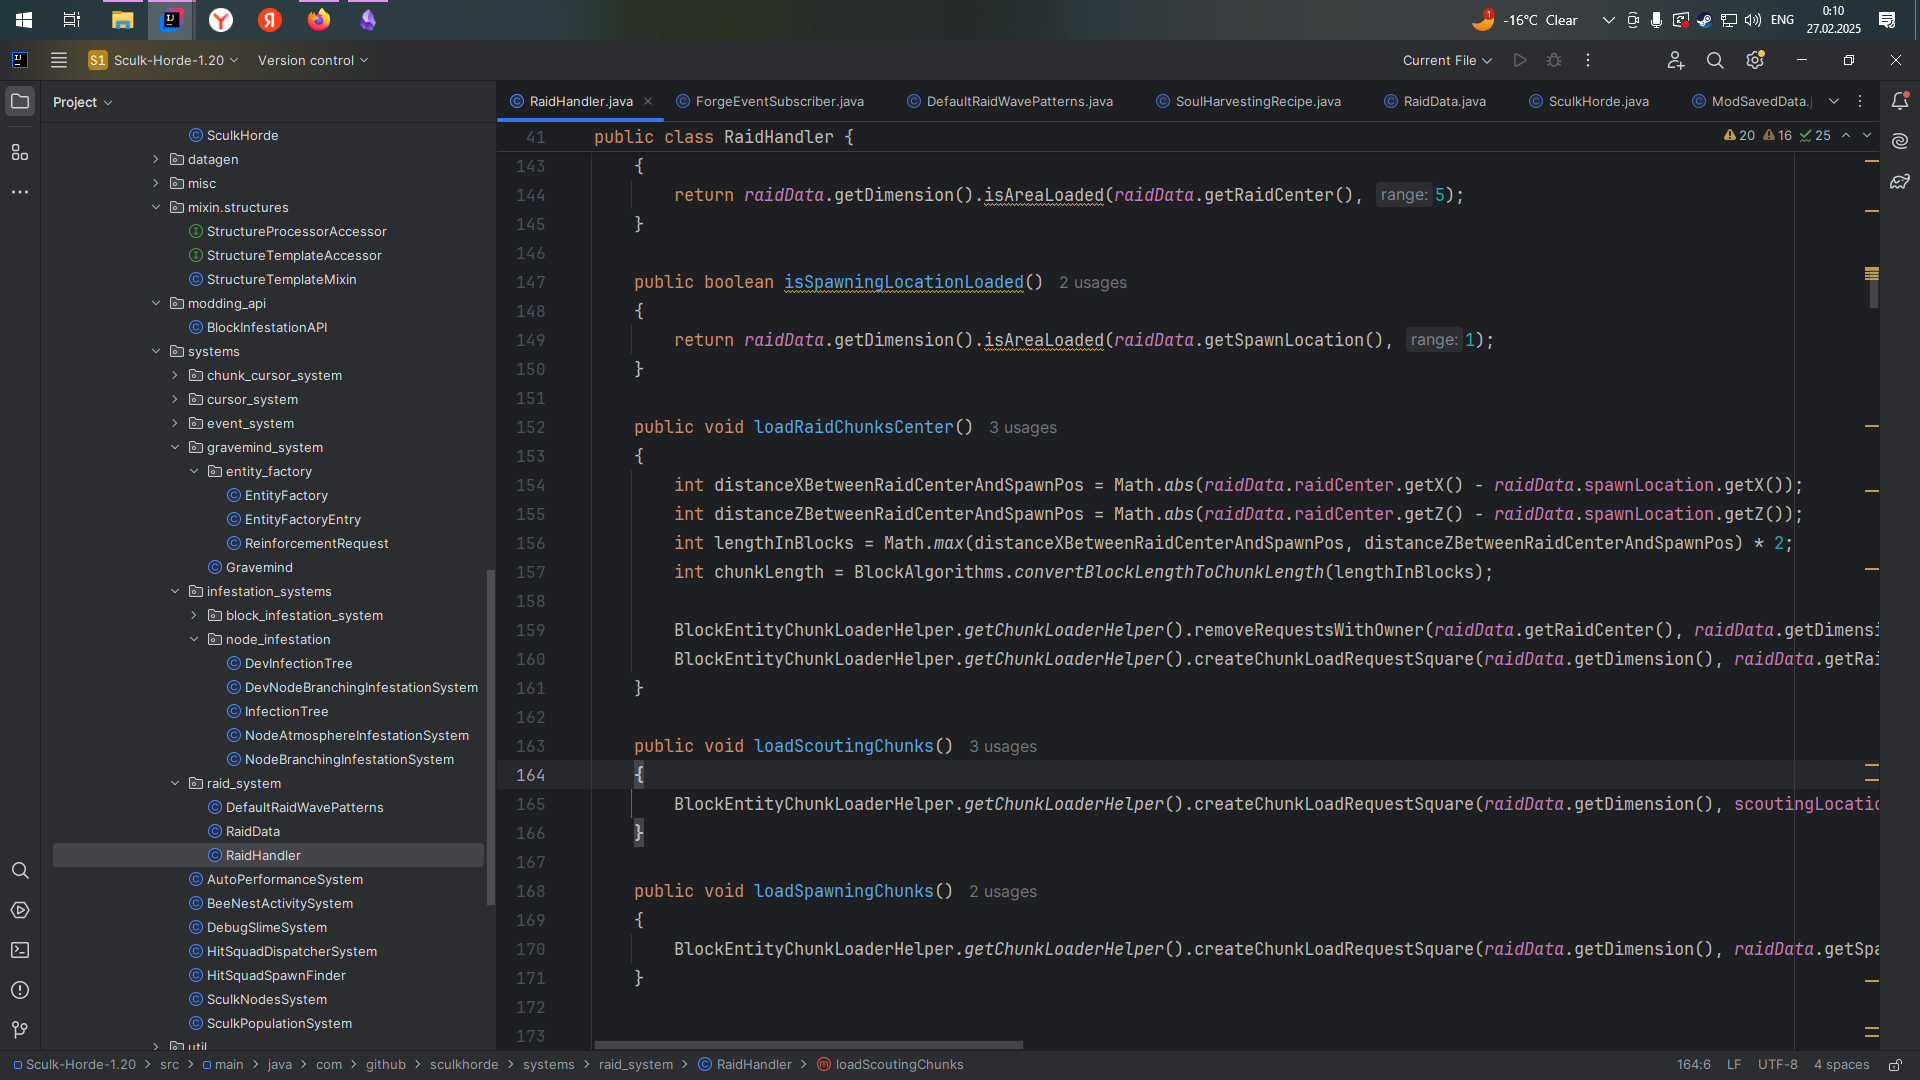 1
-16°C Clear
ENG
0:10
27.02.2025
S1 Sculk-Horde-1.20
Version control
Current File
Project
RaidHandler.java
ForgeEventSubscriber.java
DefaultRaidWavePatterns.java
SoulHarvestingRecipe.java
RaidData.java
SculkHorde.java
ModSavedData.j
SculkHorde
datagen
misc
mixin.structures
StructureProcessorAccessor
StructureTemplateAccessor
StructureTemplateMixin
modding_api
BlockInfestationAPI
systems
chunk_cursor_system
cursor_system
event_system
gravemind_system
entity_factory
EntityFactory
EntityFactoryEntry
ReinforcementRequest
Gravemind
infestation_systems
block_infestation_system
node_infestation
DevInfectionTree
DevNodeBranchingInfestationSystem
InfectionTree
NodeAtmosphereInfestationSystem
NodeBranchingInfestationSystem
raid_system
DefaultRaidWavePatterns
RaidData
RaidHandler
AutoPerformanceSystem
BeeNestActivitySystem
DebugSlimeSystem
HitSquadDispatcherSystem
HitSquadSpawnFinder
SculkNodesSystem
SculkPopulationSystem
util
41 public class RaidHandler {
20 16 25
143 {
144 return raidData.getDimension().isAreaLoaded(raidData.getRaidCenter(), range: 5);
145 }
146
147 public boolean isSpawningLocationLoaded() 2 usages
148 {
149 return raidData.getDimension().isAreaLoaded(raidData.getSpawnLocation(), range: 1);
150 }
151
152 public void loadRaidChunksCenter() 3 usages
153 {
154 int distanceXBetweenRaidCenterAndSpawnPos = Math.abs(raidData.raidCenter.getX() - raidData.spawnLocation.getX());
155 int distanceZBetweenRaidCenterAndSpawnPos = Math.abs(raidData.raidCenter.getZ() - raidData.spawnLocation.getZ());
156 int lengthInBlocks = Math.max(distanceXBetweenRaidCenterAndSpawnPos, distanceZBetweenRaidCenterAndSpawnPos) * 2;
157 int chunkLength = BlockAlgorithms.convertBlockLengthToChunkLength(lengthInBlocks);
158
159 BlockEntityChunkLoaderHelper.getChunkLoaderHelper().removeRequestsWithOwner(raidData.getRaidCenter(), raidData.getDimensi
160 BlockEntityChunkLoaderHelper.getChunkLoaderHelper().createChunkLoadRequestSquare(raidData.getDimension(), raidData.getRai
161 }
162
163 public void loadScoutingChunks() 3 usages
164 {
165 BlockEntityChunkLoaderHelper.getChunkLoaderHelper().createChunkLoadRequestSquare(raidData.getDimension(), scoutingLocatio
166 }
167
168 public void loadSpawningChunks() 2 usages
169 {
170 BlockEntityChunkLoaderHelper.getChunkLoaderHelper().createChunkLoadRequestSquare(raidData.getDimension(), raidData.getSpa
171 }
172
173
Sculk-Horde-1.20 > src > main > java > com > github > sculkhorde > systems > raid_system > RaidHandler > loadScoutingChunks
164:6 LF UTF-8 4 spaces